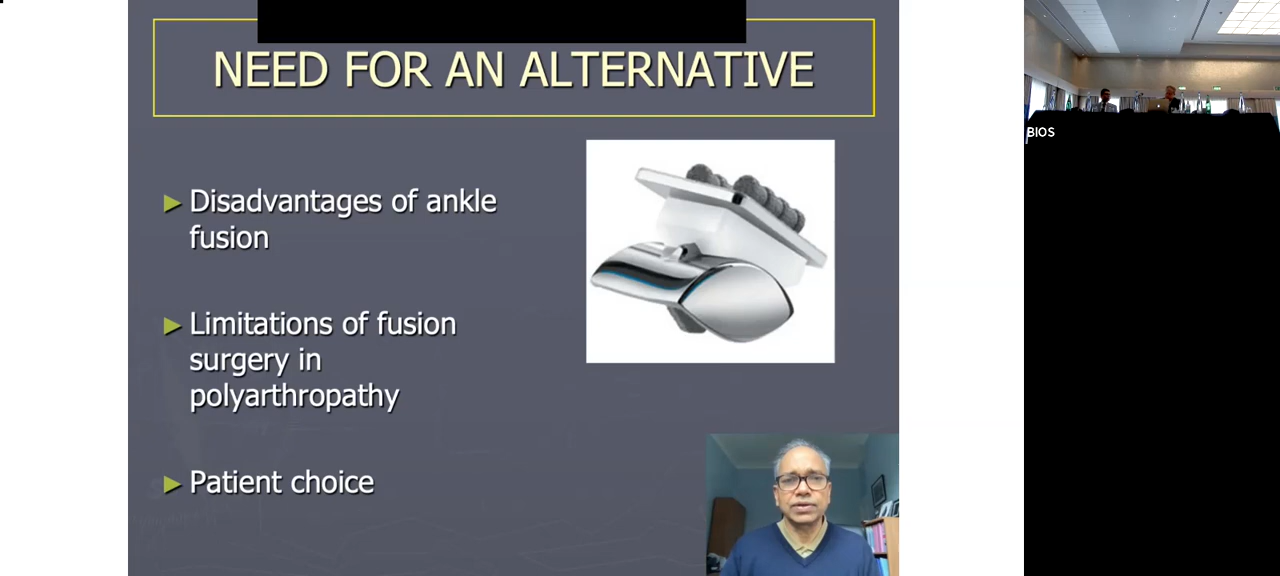 NEED FOR AN ALTERNATIVE
► Disadvantages of ankle
fusion
► Limitations of fusion
surgery in
polyarthropathy
► Patient choice
BIOS